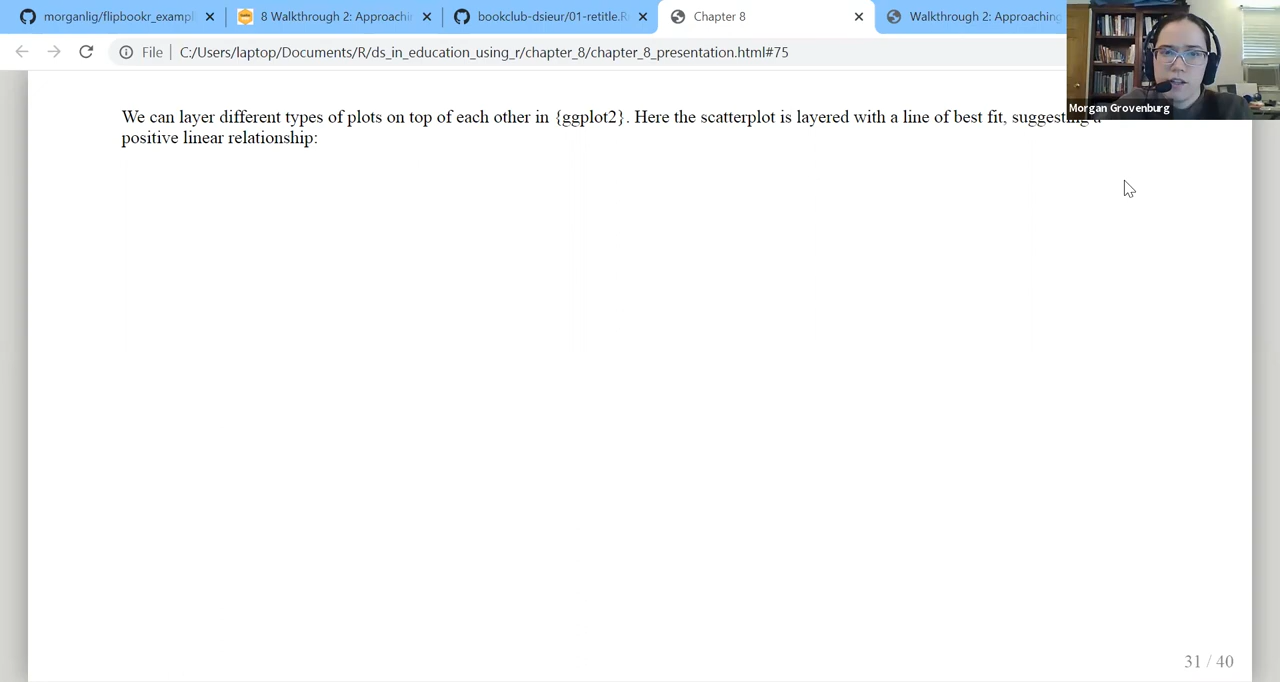 morganlig/flipbookr_exampl
8 Walkthrough 2: Approachin
bookclub-dsieur/01-retitle.R
Chapter 8
Walkthrough 2: Approaching
File
C:/Users/laptop/Documents/R/ds_in_education_usng_r/chapter_8/chapter_8_presentation.html#75
Morgan Grovenburg
We can layer different types of plots on top of each other in {ggplot2}. Here the scatterplot is layered with a line of best fit, suggesting a
positive linear relationship:
31 / 40